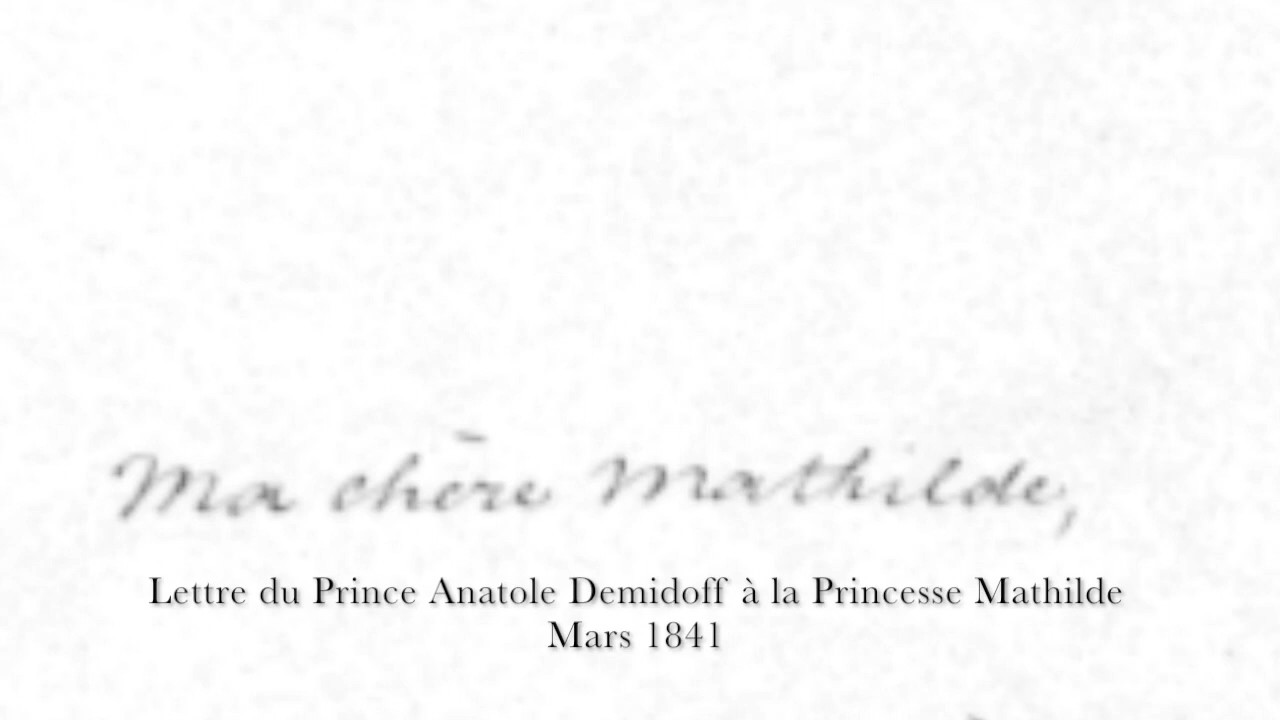 Ma chère Mathilde,
Lettre du Prince Anatole Demidoff à la Princesse Mathilde
Mars 1841